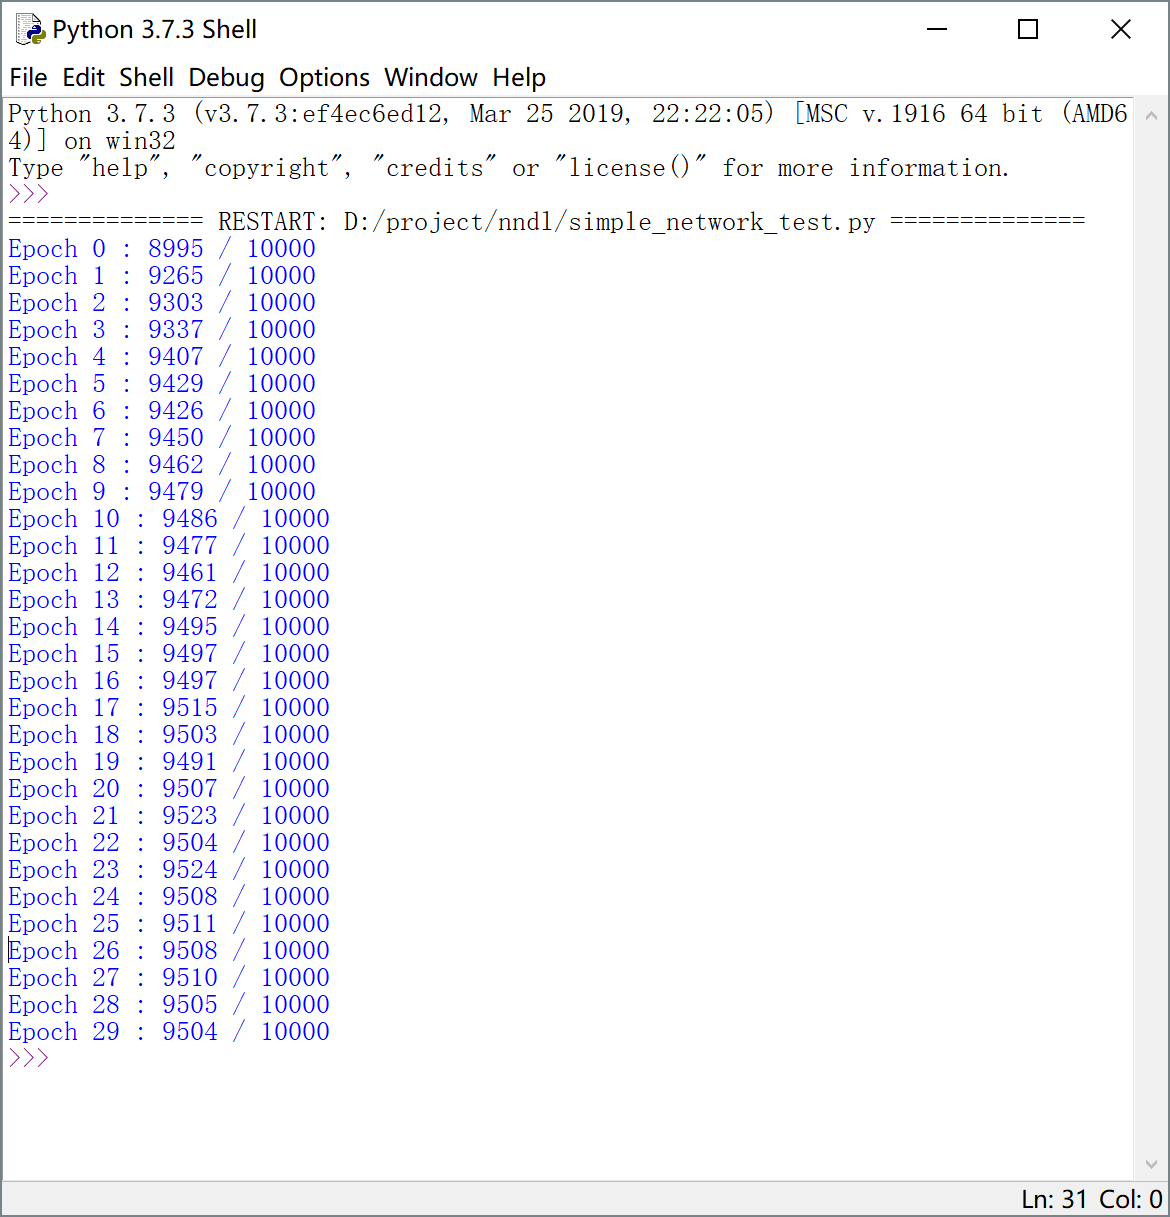 Python 3.7.3 Shell
File Edit Shell Debug Options Window Help
Python 3.7.3 (v3.7.3:ef4ec6ed12, Mar 25 2019, 22:22:05) [MSC v.1916 64 bit (AMD6
4)] on win32
Type "help", "copyright", "credits" or "license()" for more information.
>>>
============== RESTART: D:/project/nndl/simple_network_test.py ==============
Epoch 0 : 8995 / 10000
Epoch 1 : 9265 / 10000
Epoch 2 : 9303 / 10000
Epoch 3 : 9337 / 10000
Epoch 4 : 9407 / 10000
Epoch 5 : 9429 / 10000
Epoch 6 : 9426 / 10000
Epoch 7 : 9450 / 10000
Epoch 8 : 9462 / 10000
Epoch 9 : 9479 / 10000
Epoch 10 : 9486 / 10000
Epoch 11 : 9477 / 10000
Epoch 12 : 9461 / 10000
Epoch 13 : 9472 / 10000
Epoch 14 : 9495 / 10000
Epoch 15 : 9497 / 10000
Epoch 16 : 9497 / 10000
Epoch 17 : 9515 / 10000
Epoch 18 : 9503 / 10000
Epoch 19 : 9491 / 10000
Epoch 20 : 9507 / 10000
Epoch 21 : 9523 / 10000
Epoch 22 : 9504 / 10000
Epoch 23 : 9524 / 10000
Epoch 24 : 9508 / 10000
Epoch 25 : 9511 / 10000
Epoch 26 : 9508 / 10000
Epoch 27 : 9510 / 10000
Epoch 28 : 9505 / 10000
Epoch 29 : 9504 / 10000
>>>
Ln: 31 Col: 0